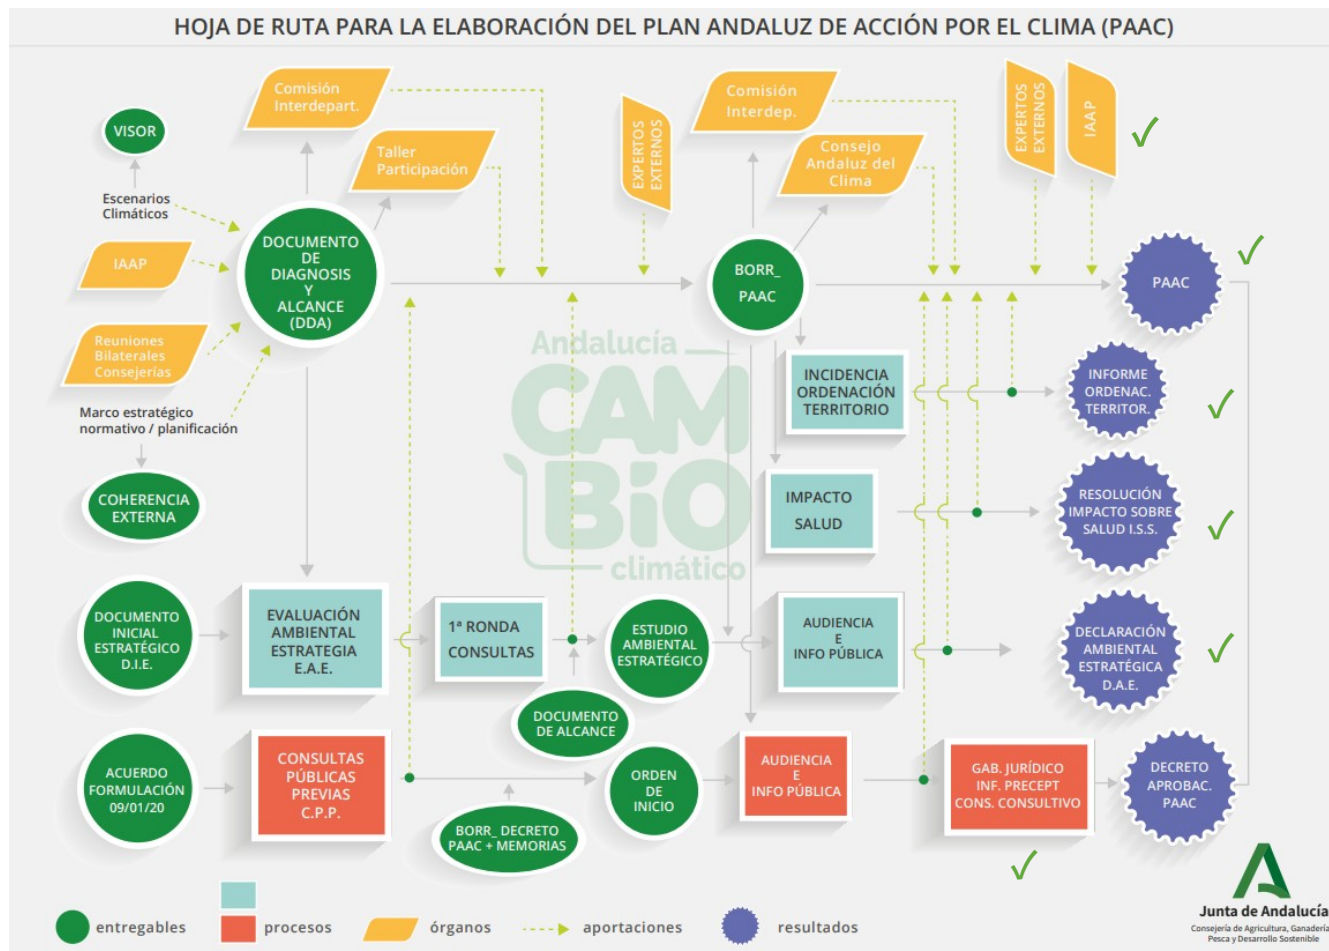 HOJA DE RUTA PARA LA ELABORACIÓN DEL PLAN ANDALUZ DE ACCIÓN POR EL CLIMA (PAAC)
Comisión
Interdepart.
Taller
Participación
EXPERTOS
EXTERNOS
Comisión
Interdep.
Consejo
Andaluz del
Clima
EXPERTOS
EXTERNOS
IAAP
VISOR
Escenarios
Climáticos
IAAP
Reuniones
Bilaterales
Consejerías
Marco estratégico
normativo / planificación
COHERENCIA
EXTERNA
DOCUMENTO
DE
DIAGNOSIS
Y
ALCANCE
(DDA)
BORR_
PAAC
PAAC
Andalucía
CAM
BiO
climático
INCIDENCIA
ORDENACIÓN
TERRITORIO
INFORME
ORDENAC.
TERRITOR.
IMPACTO
SALUD
RESOLUCIÓN
IMPACTO SOBRE
SALUD I.S.S.
DOCUMENTO
INICIAL
ESTRATÉGICO
D.I.E.
EVALUACIÓN
AMBIENTAL
ESTRATEGIA
E.A.E.
1ª RONDA
CONSULTAS
DOCUMENTO
DE ALCANCE
ESTUDIO
AMBIENTAL
ESTRATÉGICO
AUDIENCIA
E
INFO PÚBLICA
DECLARACIÓN
AMBIENTAL
ESTRATÉGICA
D.A.E.
ACUERDO
FORMULACIÓN
09/01/20
CONSULTAS
PÚBLICAS
PREVIAS
C.P.P.
BORR_ DECRETO
PAAC + MEMORIAS
ORDEN
DE
INICIO
AUDIENCIA
E
INFO PÚBLICA
GAB. JURÍDICO
INF. PRECEPT
CONS. CONSULTIVO
DECRETO
APROBAC.
PAAC
entregables
procesos
órganos
aportaciones
resultados
Junta de Andalucía
Consejería de Agricultura, Ganadería
Pesca y Desarrollo Sostenible